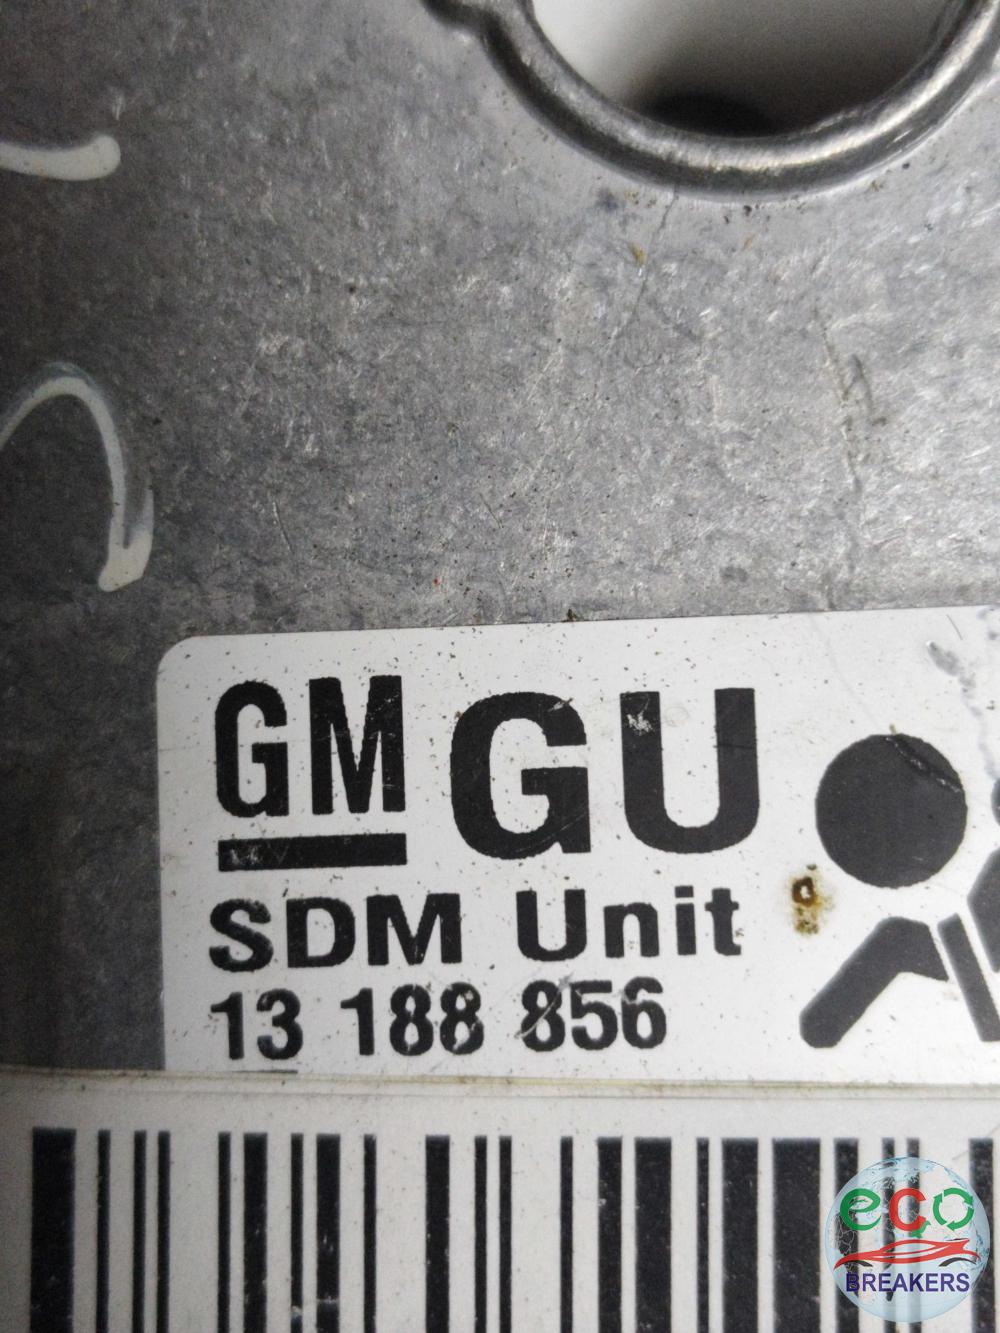 GM GU
SDM Unit
13 188 856
eco
BREAKERS